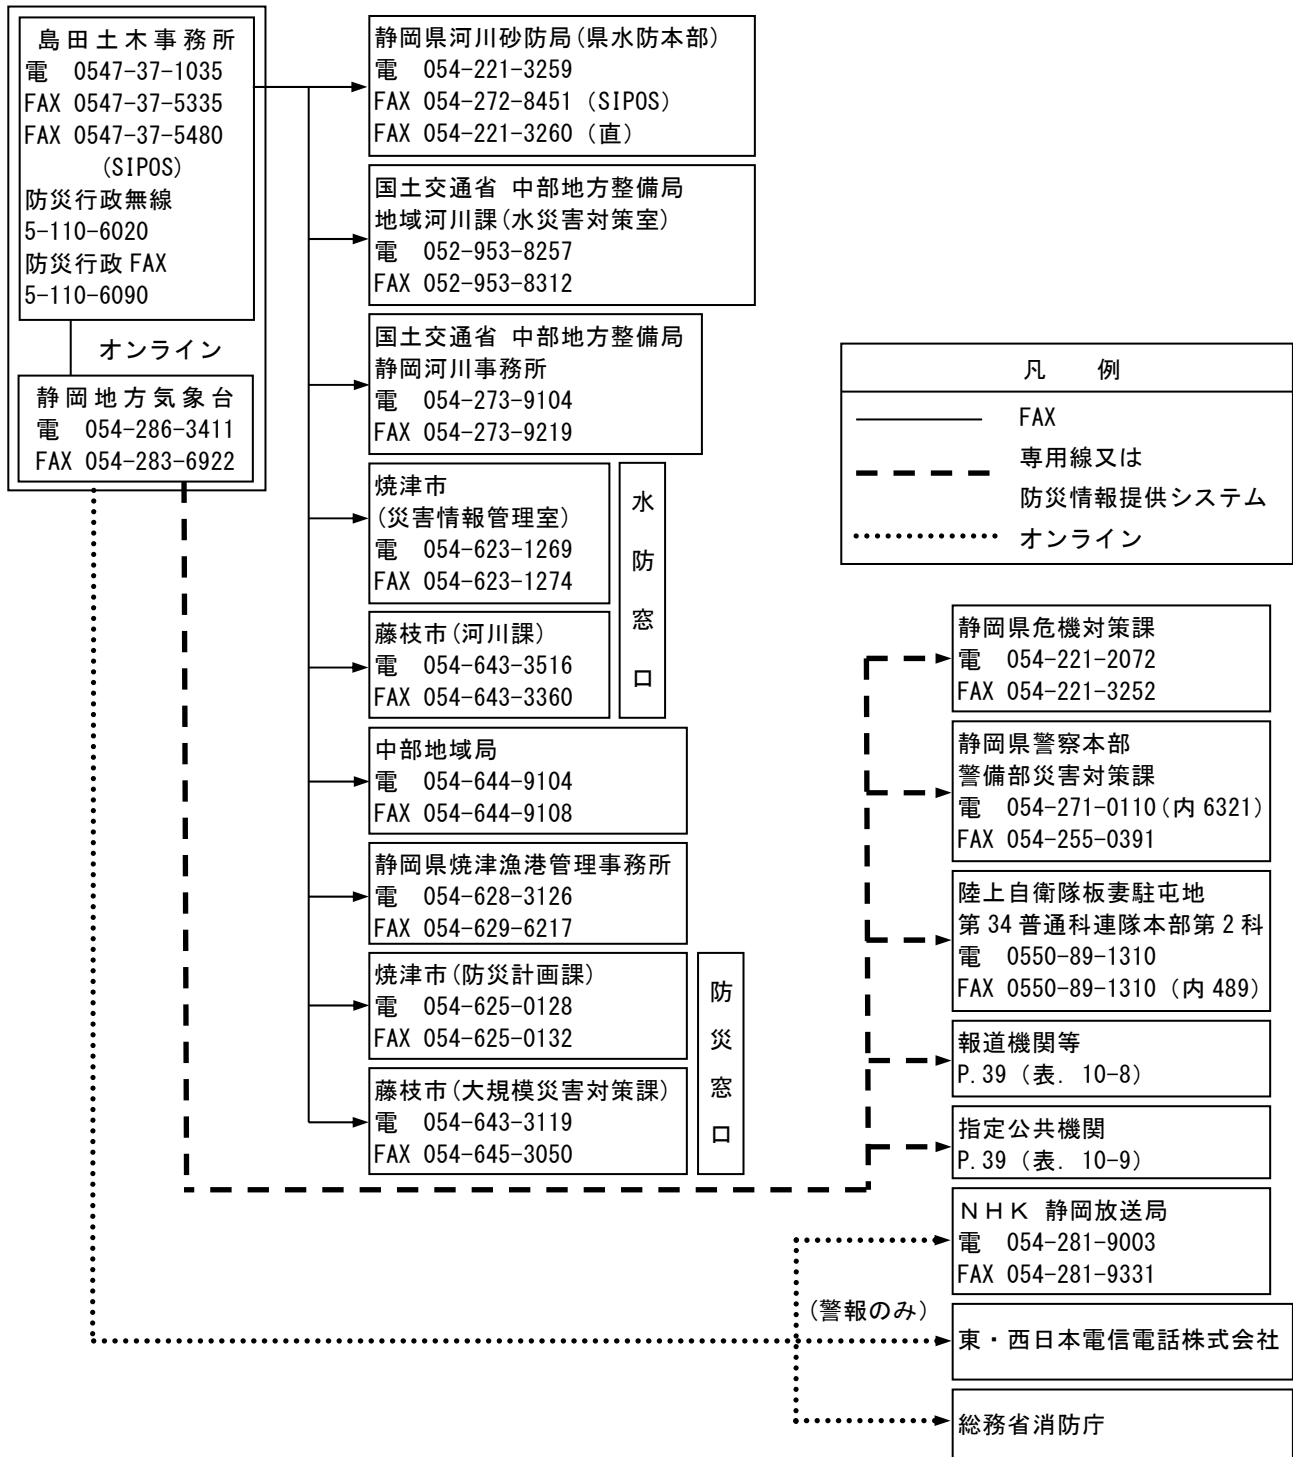 島田土木事務所
電 0547-37-1035
FAX 0547-37-5335
FAX 0547-37-5480
(SIPOS)
防災行政無線
5-110-6020
防災行政 FAX
5-110-6090
オンライン
静岡地方気象台
電 054-286-3411
FAX 054-283-6922
静岡県河川砂防局(県水防本部)
電 054-221-3259
FAX 054-272-8451 (SIPOS)
FAX 054-221-3260 (直)
国土交通省 中部地方整備局
地域河川課(水災害対策室)
電 052-953-8257
FAX 052-953-8312
国土交通省 中部地方整備局
静岡河川事務所
電 054-273-9104
FAX 054-273-9219
焼津市
(災害情報管理室)
電 054-623-1269
FAX 054-623-1274
藤枝市(河川課)
電 054-643-3516
FAX 054-643-3360
水防窓口
中部地域局
電 054-644-9104
FAX 054-644-9108
静岡県焼津漁港管理事務所
電 054-628-3126
FAX 054-629-6217
焼津市(防災計画課)
電 054-625-0128
FAX 054-625-0132
藤枝市(大規模災害対策課)
電 054-643-3119
FAX 054-645-3050
防災窓口
凡 例
FAX
専用線又は
防災情報提供システム
オンライン
静岡県危機対策課
電 054-221-2072
FAX 054-221-3252
静岡県警察本部
警備部災害対策課
電 054-271-0110(内 6321)
FAX 054-255-0391
陸上自衛隊板妻駐屯地
第 34 普通科連隊本部第 2 科
電 0550-89-1310
FAX 0550-89-1310 (内 489)
報道機関等
P.39 (表. 10-8)
指定公共機関
P.39 (表. 10-9)
ＮＨＫ 静岡放送局
電 054-281-9003
FAX 054-281-9331
(警報のみ)
東・西日本電信電話株式会社
総務省消防庁